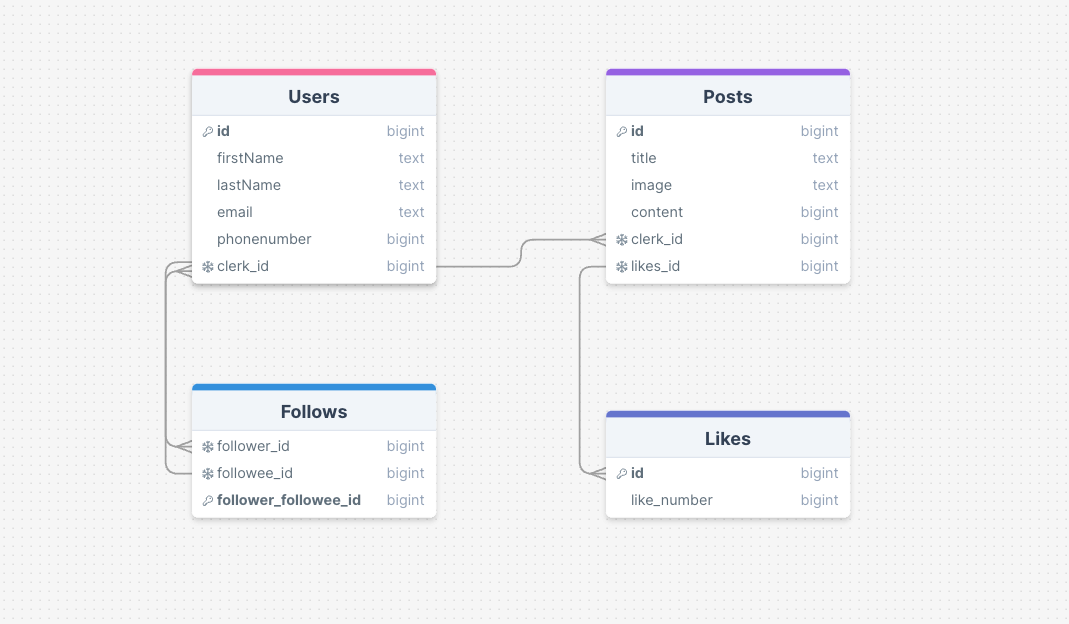 Users
id bigint
firstName text
lastName text
email text
phonenumber bigint
clerk_id bigint
Posts
id bigint
title text
image text
content bigint
clerk_id bigint
likes_id bigint
Follows
follower_id bigint
followee_id bigint
follower_followee_id bigint
Likes
id bigint
like_number bigint